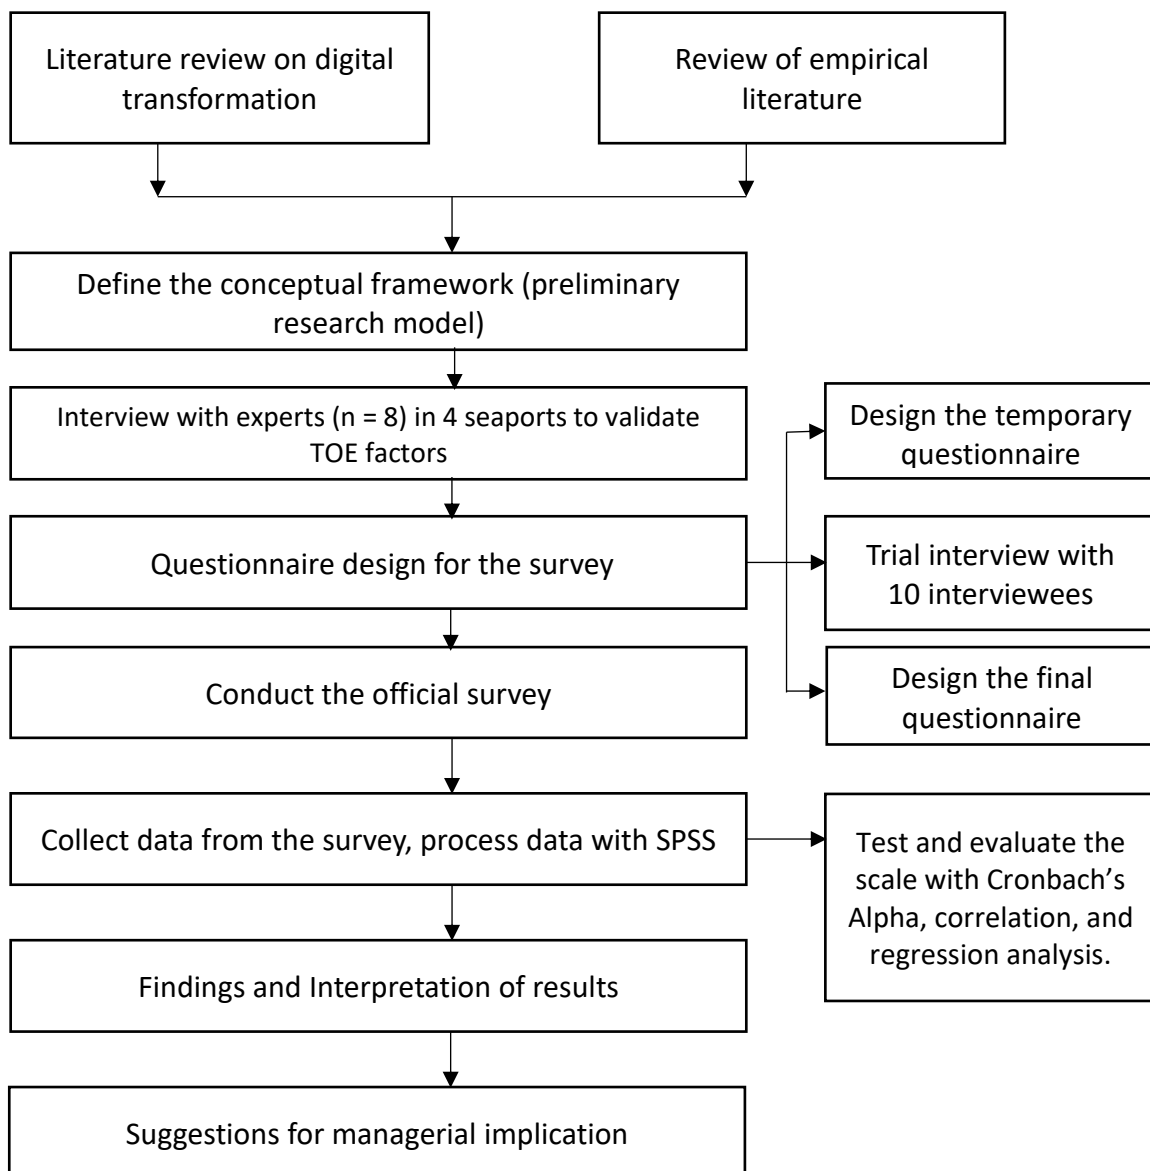 Literature review on digital
transformation
Review of empirical
literature
Define the conceptual framework (preliminary
research model)
Interview with experts (n = 8) in 4 seaports to validate
TOE factors
Design the temporary
questionnaire
Questionnaire design for the survey
Trial interview with
10 interviewees
Conduct the official survey
Design the final
questionnaire
Collect data from the survey, process data with SPSS
Test and evaluate the
scale with Cronbach’s
Alpha, correlation, and
regression analysis.
Findings and Interpretation of results
Suggestions for managerial implication